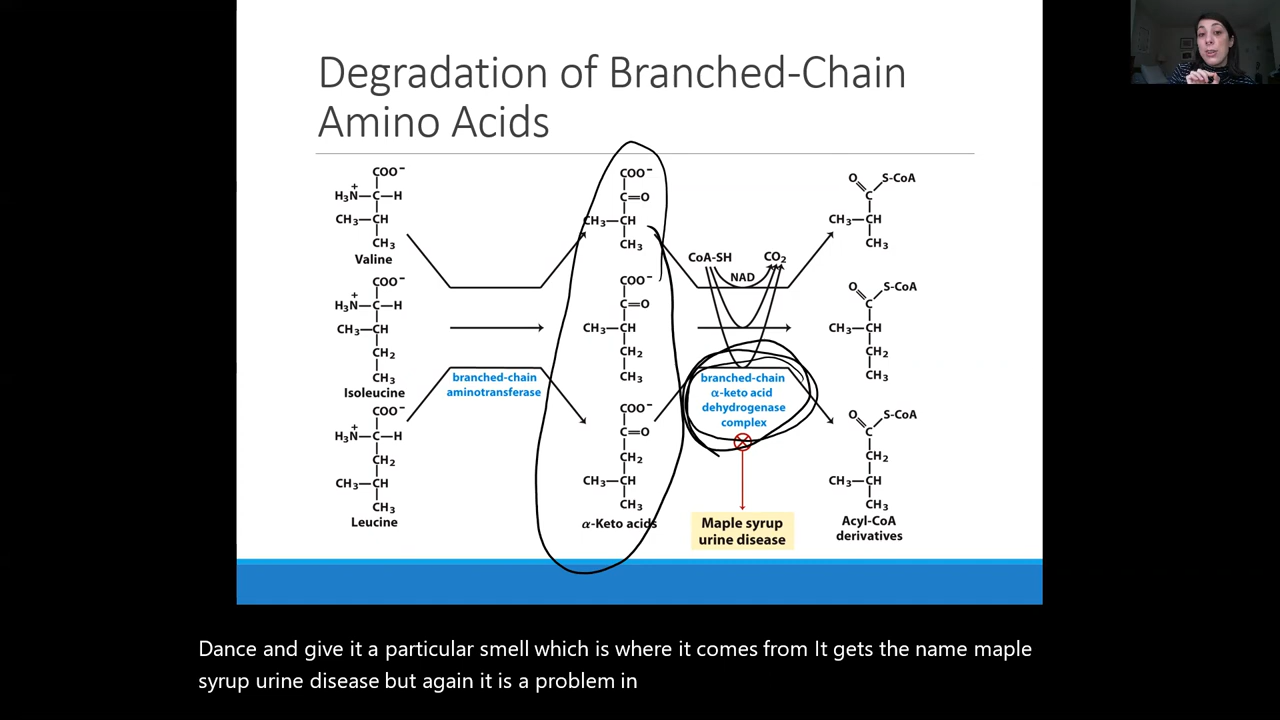 Degradation of Branched-Chain
Amino Acids
COO⁻
H₃N⁺—C—H
CH₃—CH
CH₃
Valine
COO⁻
H₃N⁺—C—H
CH₃—CH
CH₂
CH₃
Isoleucine
COO⁻
H₃N⁺—C—H
CH₂
CH₃—CH
CH₃
Leucine
branched-chain
aminotransferase
COO⁻
C=O
CH₃—CH
CH₃
COO⁻
C=O
CH₃—CH
CH₂
CH₃
COO⁻
C=O
CH₂
CH₃—CH
CH₃
α-Keto acids
CoA-SH
CO₂
NAD
branched-chain
α-keto acid
dehydrogenase
complex
Maple syrup
urine disease
O S-CoA
C
CH₃—CH
CH₃
O S-CoA
C
CH₃—CH
CH₂
CH₃
O S-CoA
C
CH₂
CH₃—CH
CH₃
Acyl-CoA
derivatives
Dance and give it a particular smell which is where it comes from It gets the name maple
syrup urine disease but again it is a problem in